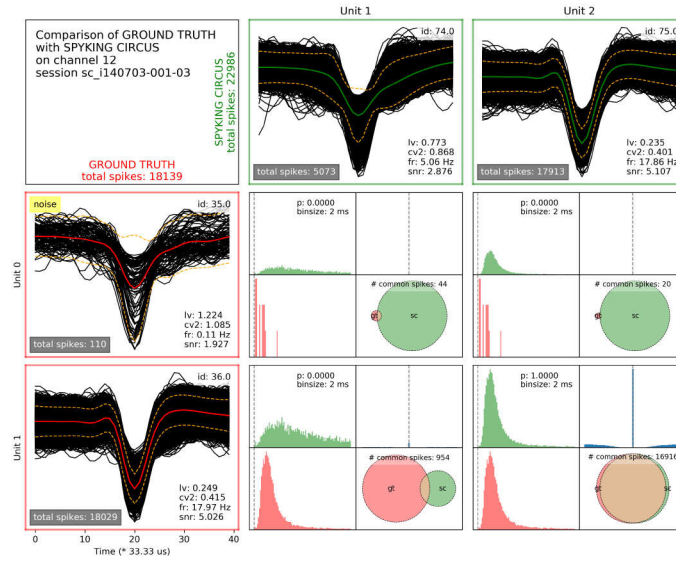 Unit 1
Unit 2
Comparison of GROUND TRUTH
with SPYKING CIRCUS
on channel 12
session sc_i140703-001-03
SPYKING CIRCUS
total spikes: 22986
GROUND TRUTH
total spikes: 18139
id: 74.0
lv: 0.773
cv2: 0.868
fr: 5.06 Hz
snr: 2.876
total spikes: 5073
id: 75.0
lv: 0.235
cv2: 0.401
fr: 17.86 Hz
snr: 5.107
total spikes: 17913
Unit 0
noise
id: 35.0
lv: 1.224
cv2: 1.085
fr: 0.11 Hz
snr: 1.927
total spikes: 110
p: 0.0000
binsize: 2 ms
# common spikes: 44
gt
sc
p: 0.0000
binsize: 2 ms
# common spikes: 20
gt
sc
Unit 1
id: 36.0
lv: 0.249
cv2: 0.415
fr: 17.97 Hz
snr: 5.026
total spikes: 18029
0
10
20
30
40
Time (* 33.33 us)
p: 0.0000
binsize: 2 ms
# common spikes: 954
gt
sc
p: 1.0000
binsize: 2 ms
# common spikes: 16916
gt
sc